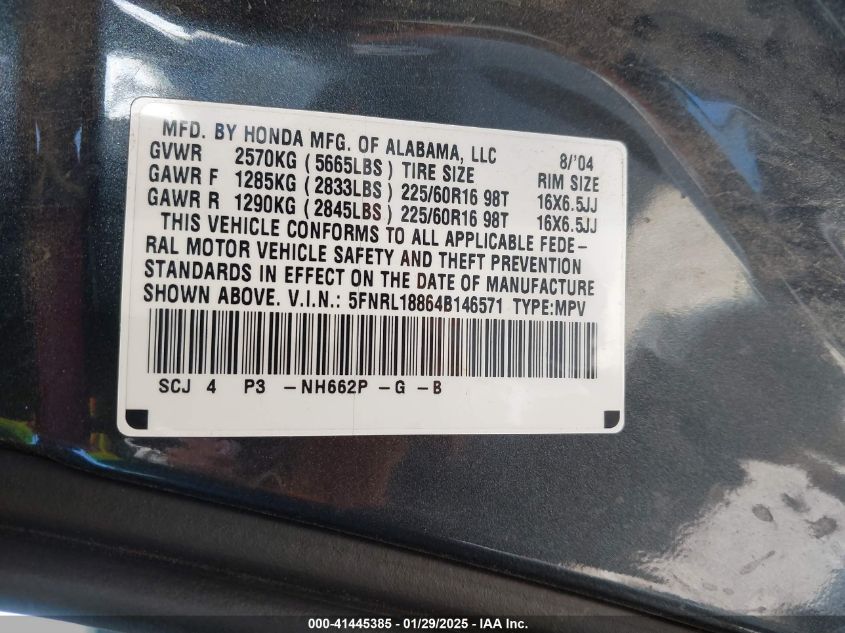 MFD. BY HONDA MFG. OF ALABAMA, LLC 8/'04
GVWR 2570KG (5665LBS) TIRE SIZE RIM SIZE
GAWR F 1285KG (2833LBS) 225/60R16 98T 16X6.5JJ
GAWR R 1290KG (2845LBS) 225/60R16 98T 16X6.5JJ
THIS VEHICLE CONFORMS TO ALL APPLICABLE FEDE-
RAL MOTOR VEHICLE SAFETY AND THEFT PREVENTION
STANDARDS IN EFFECT ON THE DATE OF MANUFACTURE
SHOWN ABOVE. V.I.N.: 5FNRL18864B146571 TYPE:MPV
SCJ 4 P3 -NH662P -G -B
000-41445385 - 01/29/2025 - IAA Inc.